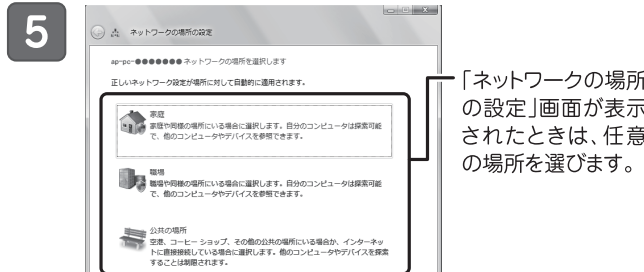 5
ネットワークの場所の設定
ap-pc-●●●●●●● ネットワークの場所を選択します
正しいネットワーク設定が場所に対して自動的に適用されます。
家庭
家庭や同様の場所にいる場合に選択します。自分のコンピュータは探索可能
で、他のコンピュータやデバイスを参照できます。
職場
職場や同様の場所にいる場合に選択します。自分のコンピュータは探索可能
で、他のコンピュータやデバイスを参照できます。
公共の場所
空港、コーヒー ショップ、その他の公共の場所にいる場合か、インターネッ
トに直接接続している場合に選択します。他のコンピュータやデバイスを探索
することは制限されます。
「ネットワークの場所
の設定」画面が表示
されたときは、任意
の場所を選びます。